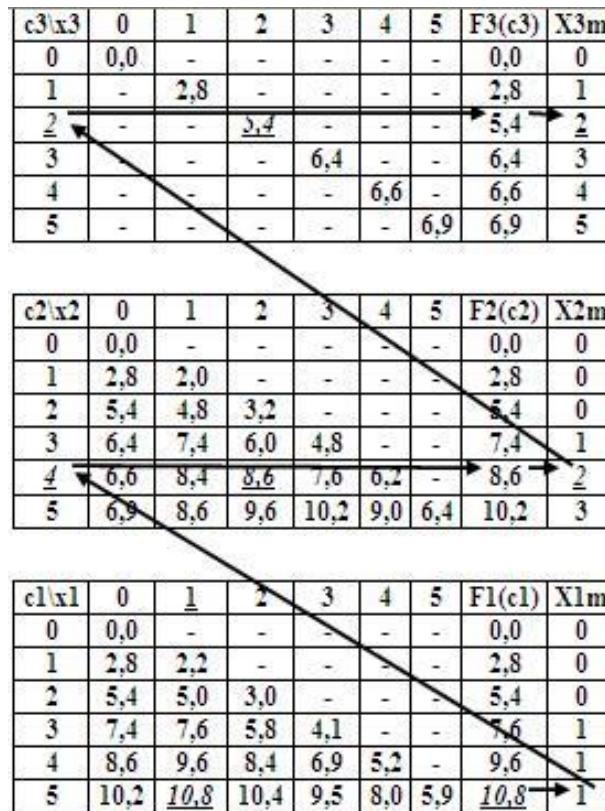 c3\x3 0 1 2 3 4 5 F3(c3) X3m
0 0,0 - - - - - 0,0 0
1 - 2,8 - - - - 2,8 1
2 - - 5,4 - - - 5,4 2
3 - - - 6,4 - - 6,4 3
4 - - - - 6,6 - 6,6 4
5 - - - - - 6,9 6,9 5
c2\x2 0 1 2 3 4 5 F2(c2) X2m
0 0,0 - - - - - 0,0 0
1 2,8 2,0 - - - - 2,8 0
2 5,4 4,8 3,2 - - - 5,4 0
3 6,4 7,4 6,0 4,8 - - 7,4 1
4 6,6 8,4 8,6 7,6 6,2 - 8,6 2
5 6,9 8,6 9,6 10,2 9,0 6,4 10,2 3
c1\x1 0 1 2 3 4 5 F1(c1) X1m
0 0,0 - - - - - 0,0 0
1 2,8 2,2 - - - - 2,8 0
2 5,4 5,0 3,0 - - - 5,4 0
3 7,4 7,6 5,8 4,1 - - 7,6 1
4 8,6 9,6 8,4 6,9 5,2 - 9,6 1
5 10,2 10,8 10,4 9,5 8,0 5,9 10,8 1